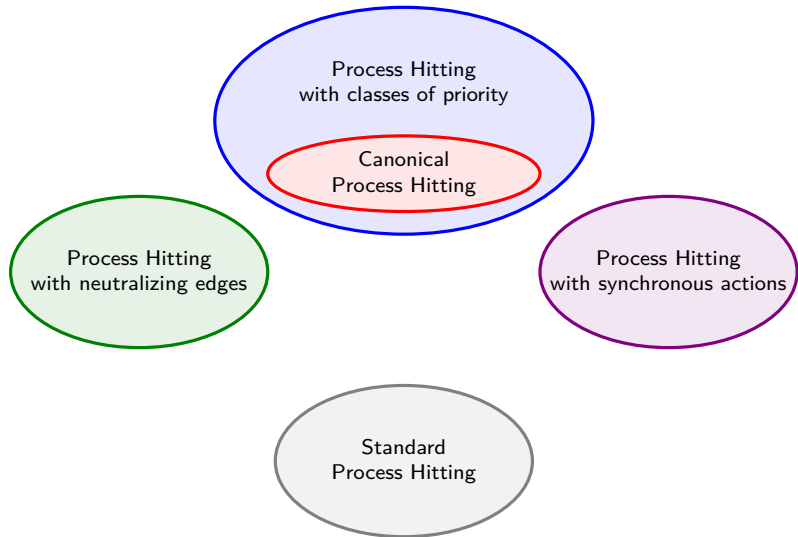 Process Hitting
with classes of priority
Canonical
Process Hitting
Process Hitting
with neutralizing edges
Process Hitting
with synchronous actions
Standard
Process Hitting